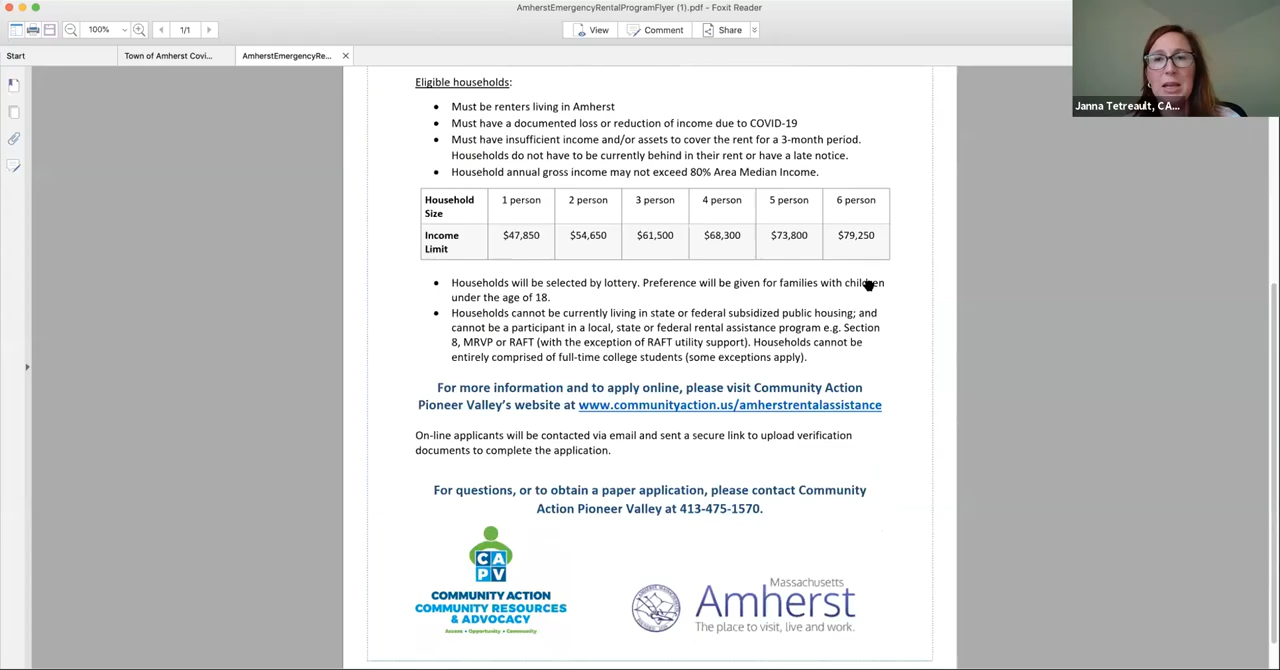 AmherstEmergencyRentalProgramFlyer (1).pdf - Foxit Reader
100%
1/1
View
Comment
Share
Start
Town of Amherst Covi...
AmherstEmergencyRe...
Janna Tetreault, CA...
Eligible households:
• Must be renters living in Amherst
• Must have a documented loss or reduction of income due to COVID-19
• Must have insufficient income and/or assets to cover the rent for a 3-month period.
Households do not have to be currently behind in their rent or have a late notice.
• Household annual gross income may not exceed 80% Area Median Income.
Household Size 1 person 2 person 3 person 4 person 5 person 6 person
Income Limit $47,850 $54,650 $61,500 $68,300 $73,800 $79,250
• Households will be selected by lottery. Preference will be given for families with children
under the age of 18.
• Households cannot be currently living in state or federal subsidized public housing; and
cannot be a participant in a local, state or federal rental assistance program e.g. Section
8, MRVP or RAFT (with the exception of RAFT utility support). Households cannot be
entirely comprised of full-time college students (some exceptions apply).
For more information and to apply online, please visit Community Action
Pioneer Valley's website at www.communityaction.us/amherstrentalassistance
On-line applicants will be contacted via email and sent a secure link to upload verification
documents to complete the application.
For questions, or to obtain a paper application, please contact Community
Action Pioneer Valley at 413-475-1570.
CA
PV
COMMUNITY ACTION
COMMUNITY RESOURCES
& ADVOCACY
Assess • Opportunity • Community
Massachusetts
Amherst
The place to visit, live and work.